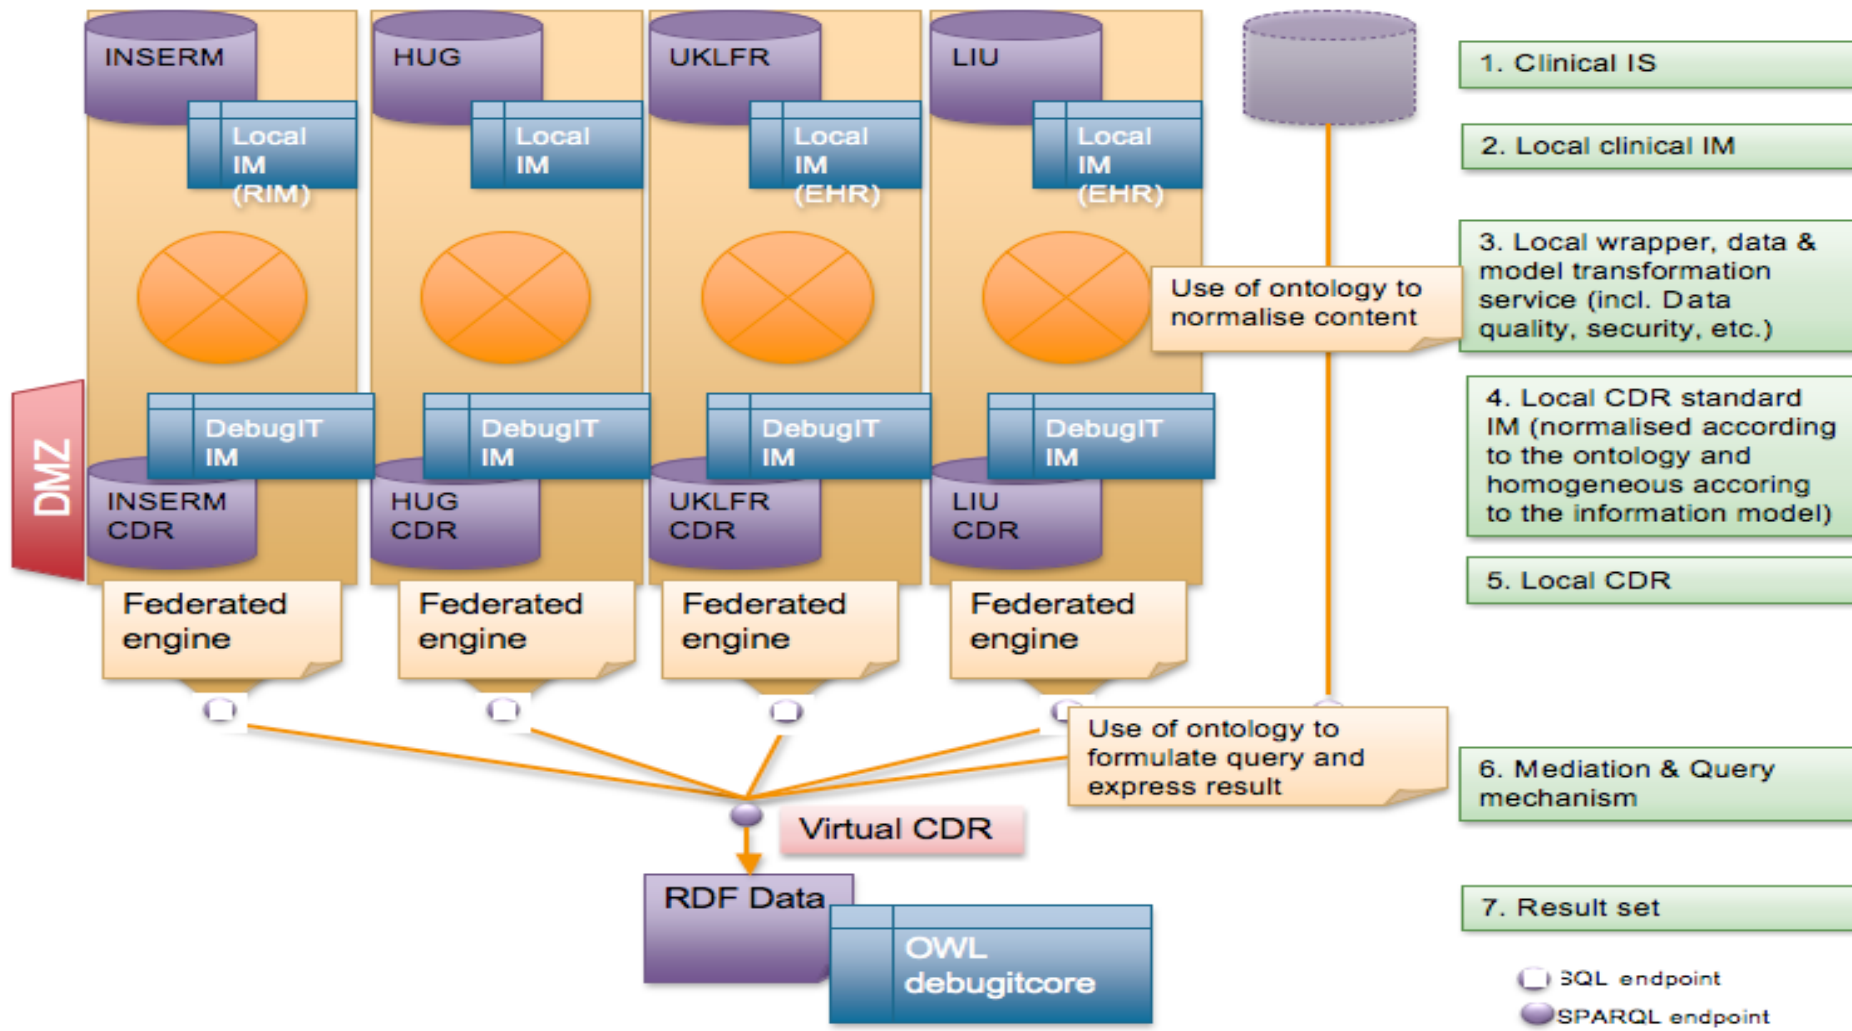 INSERM
HUG
UKLFR
LIU
Local
IM
(RIM)
Local
IM
Local
IM
(EHR)
Local
IM
(EHR)
1. Clinical IS
2. Local clinical IM
3. Local wrapper, data &
model transformation
service (incl. Data
quality, security, etc.)
Use of ontology to
normalise content
DMZ
DebugIT
IM
DebugIT
IM
DebugIT
IM
DebugIT
IM
INSERM
CDR
HUG
CDR
UKLFR
CDR
LIU
CDR
4. Local CDR standard
IM (normalised according
to the ontology and
homogeneous accoring
to the information model)
5. Local CDR
Federated
engine
Federated
engine
Federated
engine
Federated
engine
Use of ontology to
formulate query and
express result
6. Mediation & Query
mechanism
Virtual CDR
RDF Data
OWL
debugitcore
7. Result set
SQL endpoint
SPARQL endpoint